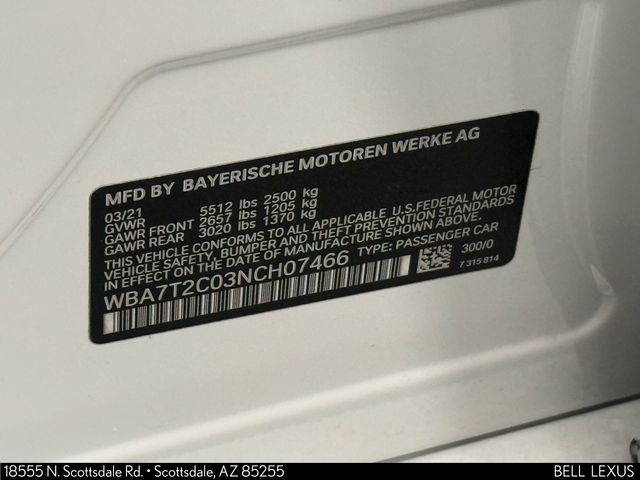 MFD BY BAYERISCHE MOTOREN WERKE AG
03/21
GVWR 5512 lbs 2500 kg
GAWR FRONT 2657 lbs 1205 kg
GAWR REAR 3020 lbs 1370 kg
THIS VEHICLE CONFORMS TO ALL APPLICABLE U.S.FEDERAL MOTOR
VEHICLE SAFETY, BUMPER AND THEFT PREVENTION STANDARDS
IN EFFECT ON THE DATE OF MANUFACTURE SHOWN ABOVE.
WBA7T2C03NCH07466 TYPE: PASSENGER CAR
300/0
7 315 814
18555 N. Scottsdale Rd. • Scottsdale, AZ 85255 BELL LEXUS